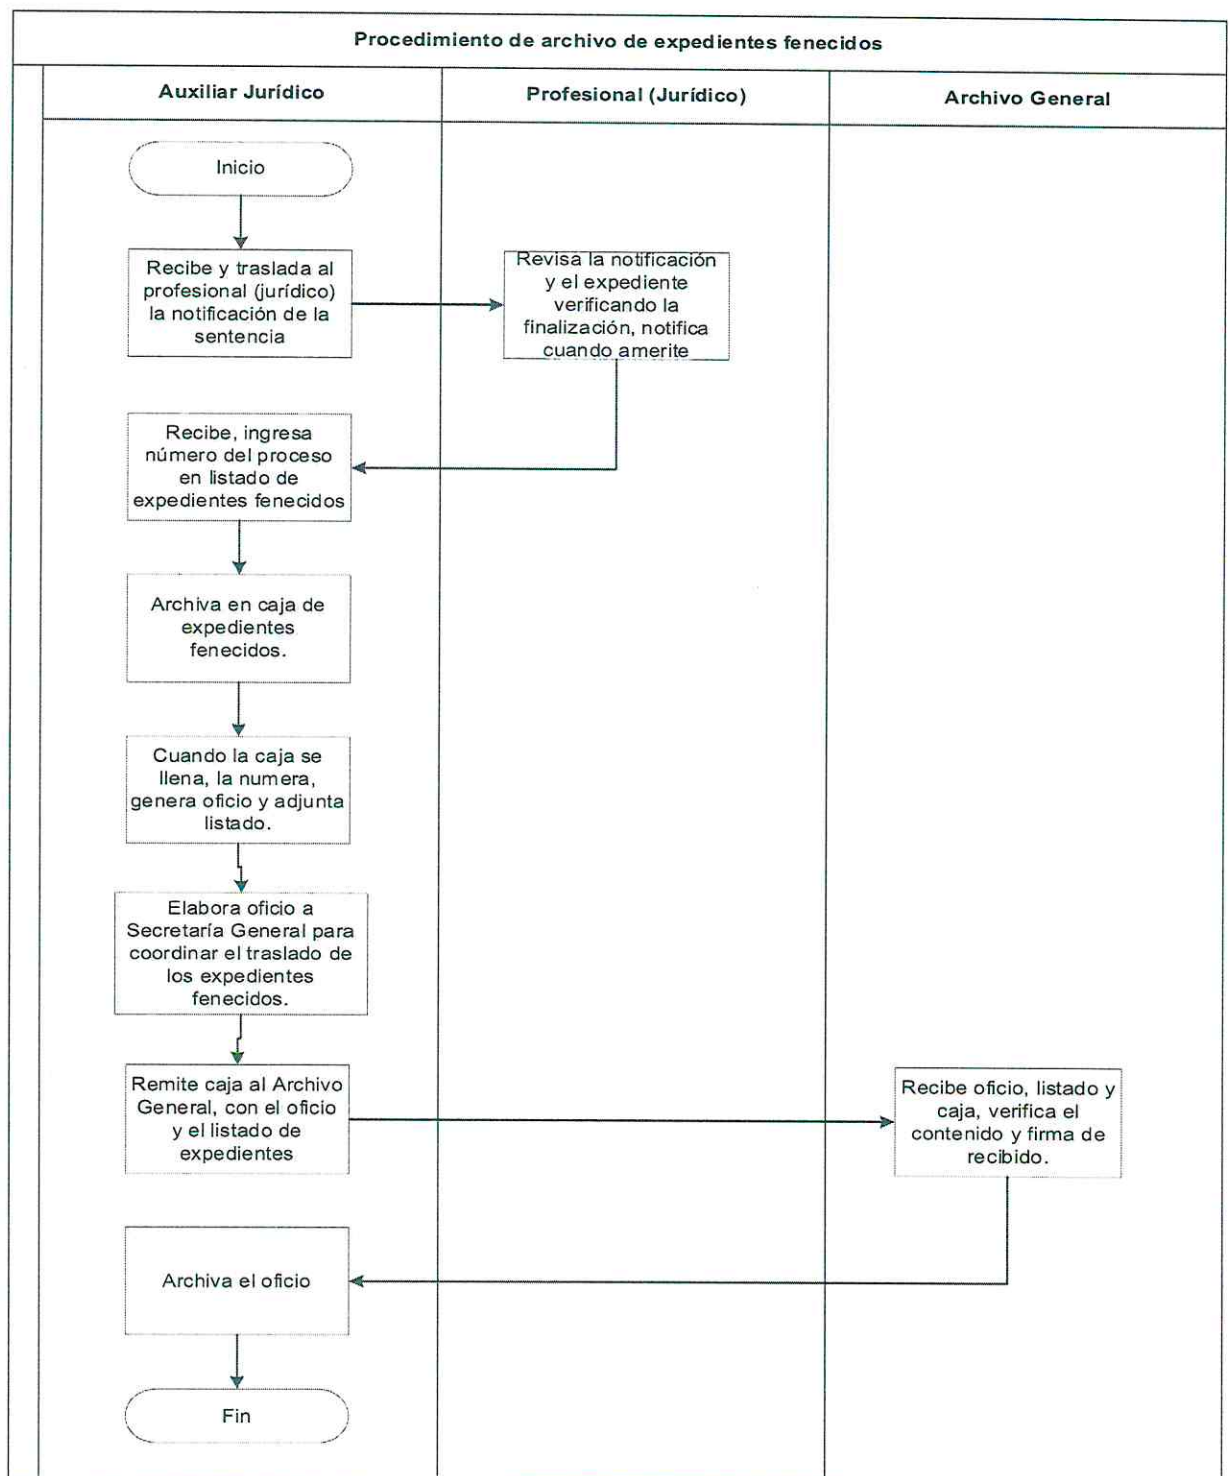 Procedimiento de archivo de expedientes fenecidos
Auxiliar Jurídico
Profesional (Jurídico)
Archivo General
Inicio
Recibe y traslada al
profesional (jurídico)
la notificación de la
sentencia
Revisa la notificación
y el expediente
verificando la
finalización, notifica
cuando amerite
Recibe, ingresa
número del proceso
en listado de
expedientes fenecidos
Archiva en caja de
expedientes
fenecidos.
Cuando la caja se
llena, la numera,
genera oficio y adjunta
listado.
Elabora oficio a
Secretaría General para
coordinar el traslado de
los expedientes
fenecidos.
Remite caja al Archivo
General, con el oficio
y el listado de
expedientes
Recibe oficio, listado y
caja, verifica el
contenido y firma de
recibido.
Archiva el oficio
Fin